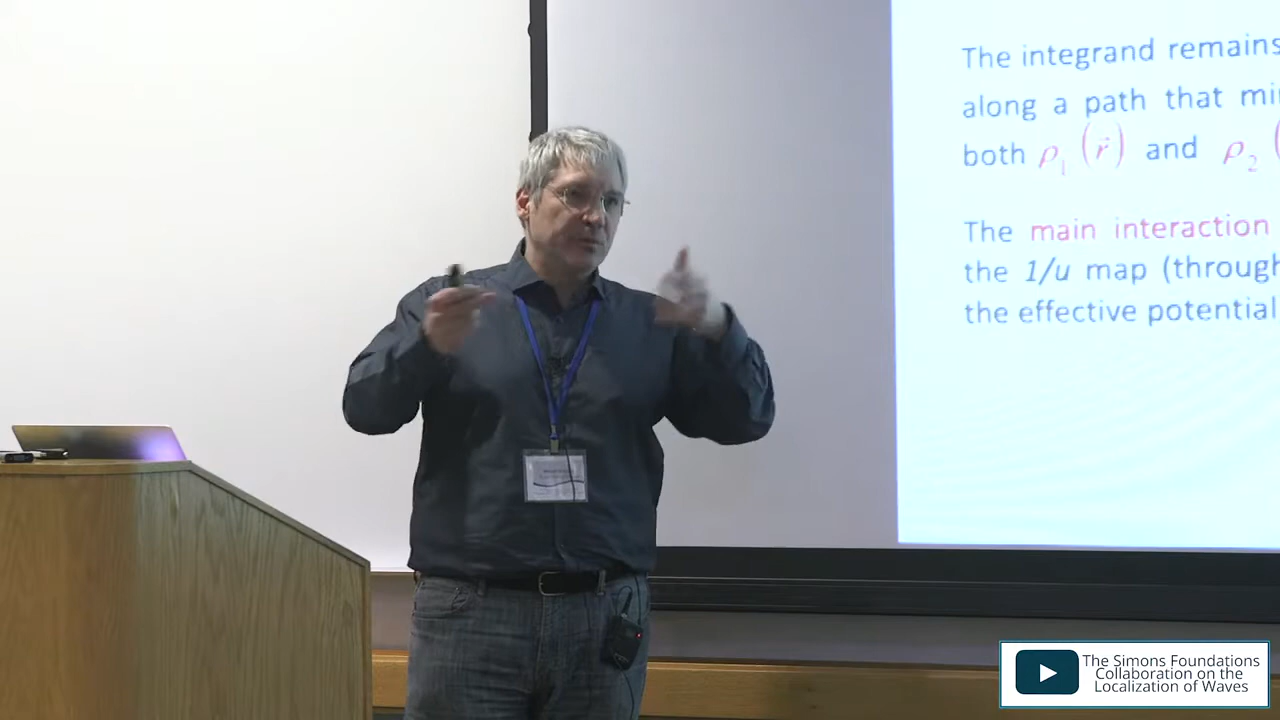 The integrand remains
along a path that mi
both ρ₁ (r⃗) and ρ₂ (
The main interaction
the 1/u map (through
the effective potential
The Simons Foundations
Collaboration on the
Localization of Waves